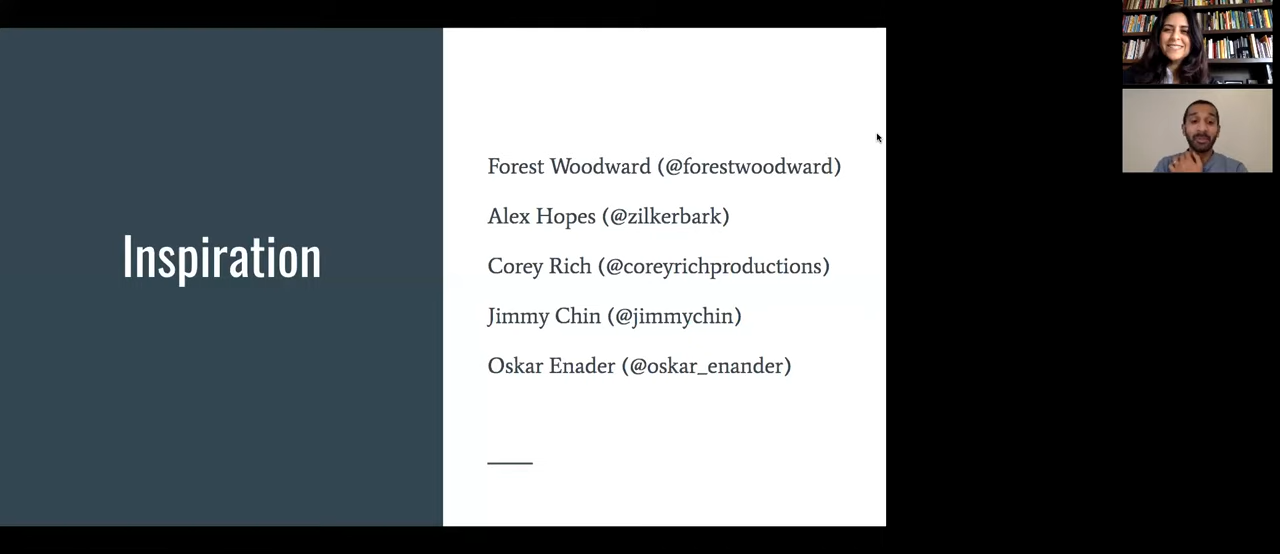 Inspiration
Forest Woodward (@forestwoodward)
Alex Hopes (@zilkerbark)
Corey Rich (@coreyrichproductions)
Jimmy Chin (@jimmychin)
Oskar Enader (@oskar_enander)